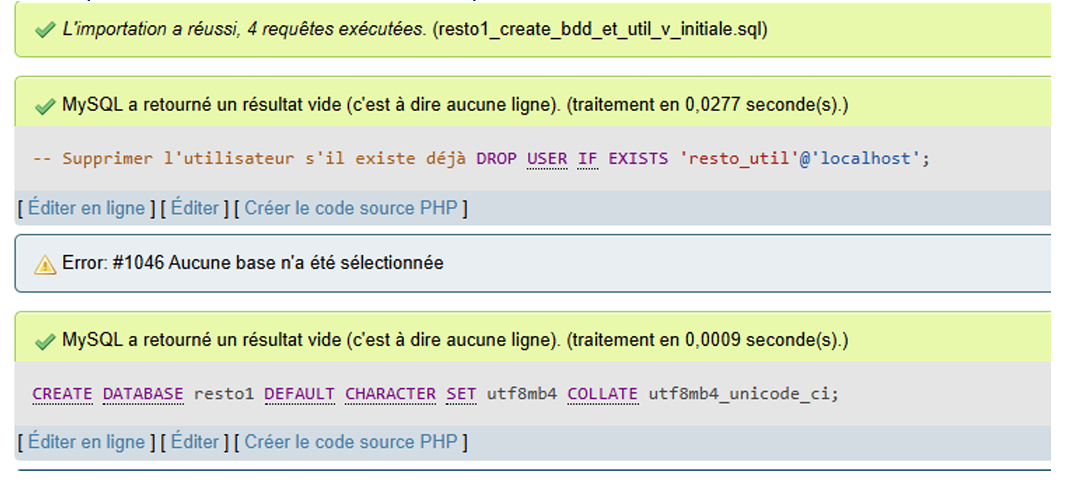 L'importation a réussi, 4 requêtes exécutées. (resto1_create_bdd_et_util_v_initiale.sql)
MySQL a retourné un résultat vide (c'est à dire aucune ligne). (traitement en 0,0277 seconde(s).)
-- Supprimer l'utilisateur s'il existe déjà DROP USER IF EXISTS 'resto_util'@'localhost';
[ Éditer en ligne ] [ Éditer ] [ Créer le code source PHP ]
Error: #1046 Aucune base n'a été sélectionnée
MySQL a retourné un résultat vide (c'est à dire aucune ligne). (traitement en 0,0009 seconde(s).)
CREATE DATABASE resto1 DEFAULT CHARACTER SET utf8mb4 COLLATE utf8mb4_unicode_ci;
[ Éditer en ligne ] [ Éditer ] [ Créer le code source PHP ]